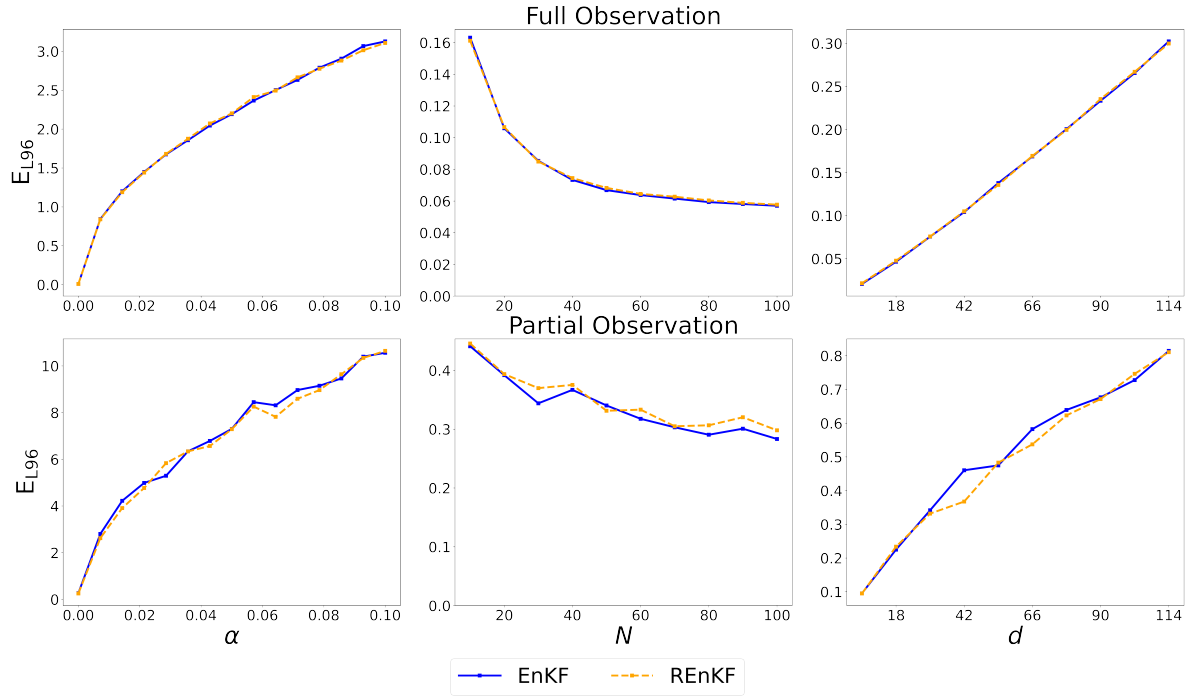 Full Observation
E_L96
3.0
2.5
2.0
1.5
1.0
0.5
0.0
0.00 0.02 0.04 0.06 0.08 0.10
0.16
0.14
0.12
0.10
0.08
0.06
0.04
0.02
0.00
20 40 60 80 100
0.30
0.25
0.20
0.15
0.10
0.05
18 42 66 90 114
Partial Observation
E_L96
10
8
6
4
2
0
0.00 0.02 0.04 0.06 0.08 0.10
α
0.4
0.3
0.2
0.1
0.0
20 40 60 80 100
N
0.8
0.7
0.6
0.5
0.4
0.3
0.2
0.1
18 42 66 90 114
d
EnKF REnKF